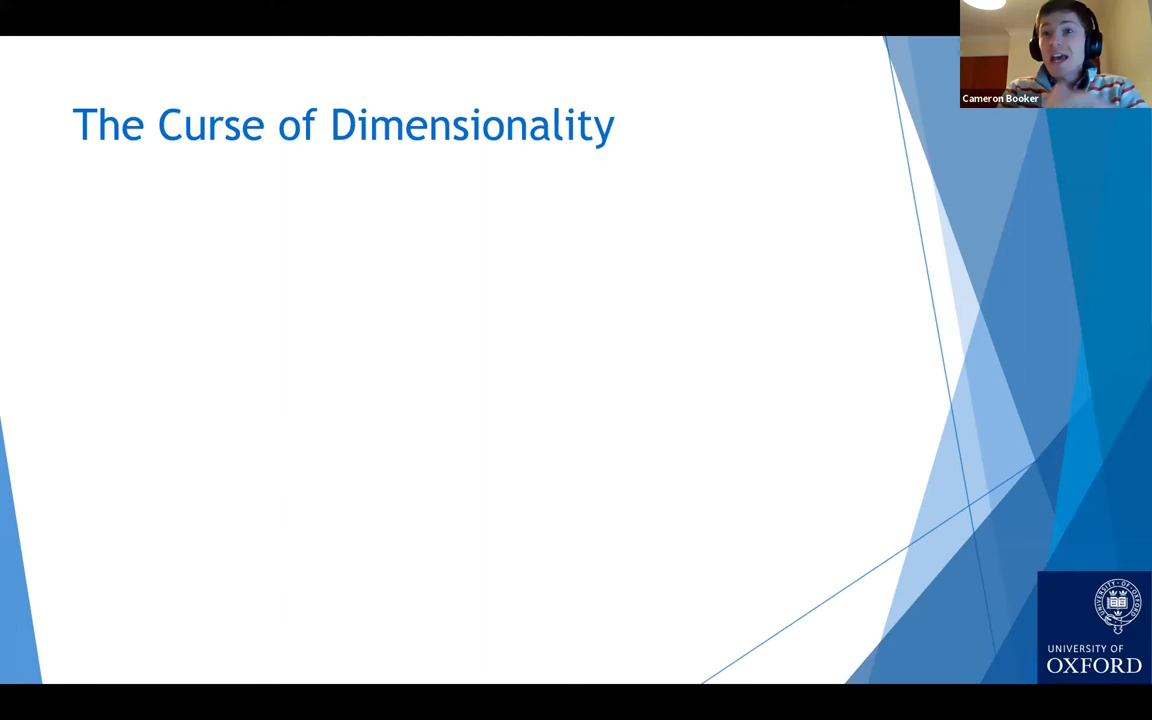 The Curse of Dimensionality
Cameron Booker
UNIVERSITY OF
OXFORD